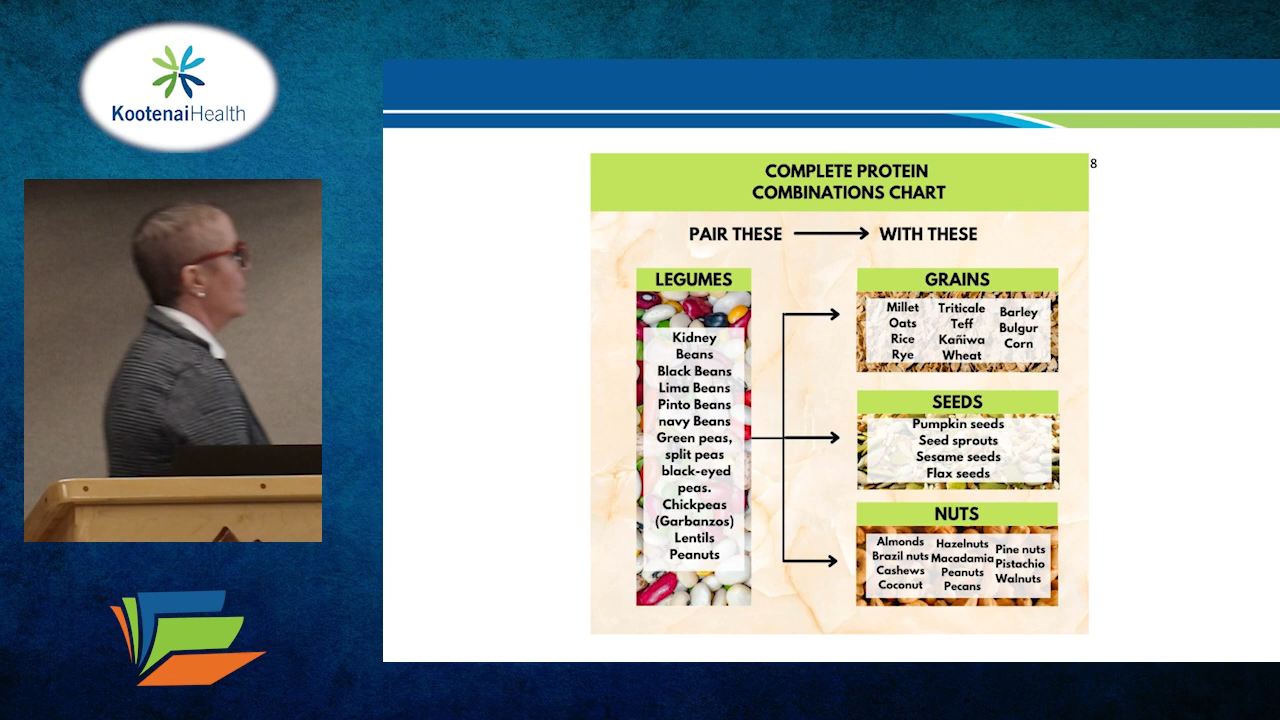 KootenaiHealth
8
COMPLETE PROTEIN
COMBINATIONS CHART
PAIR THESE
WITH THESE
LEGUMES
Kidney
Beans
Black Beans
Lima Beans
Pinto Beans
navy Beans
Green peas,
split peas
black-eyed
peas.
Chickpeas
(Garbanzos)
Lentils
Peanuts
GRAINS
Millet
Oats
Rice
Rye
Triticale
Teff
Kañiwa
Wheat
Barley
Bulgur
Corn
SEEDS
Pumpkin seeds
Seed sprouts
Sesame seeds
Flax seeds
NUTS
Almonds
Brazil nuts
Cashews
Coconut
Hazelnuts
Macadamia
Peanuts
Pecans
Pine nuts
Pistachio
Walnuts